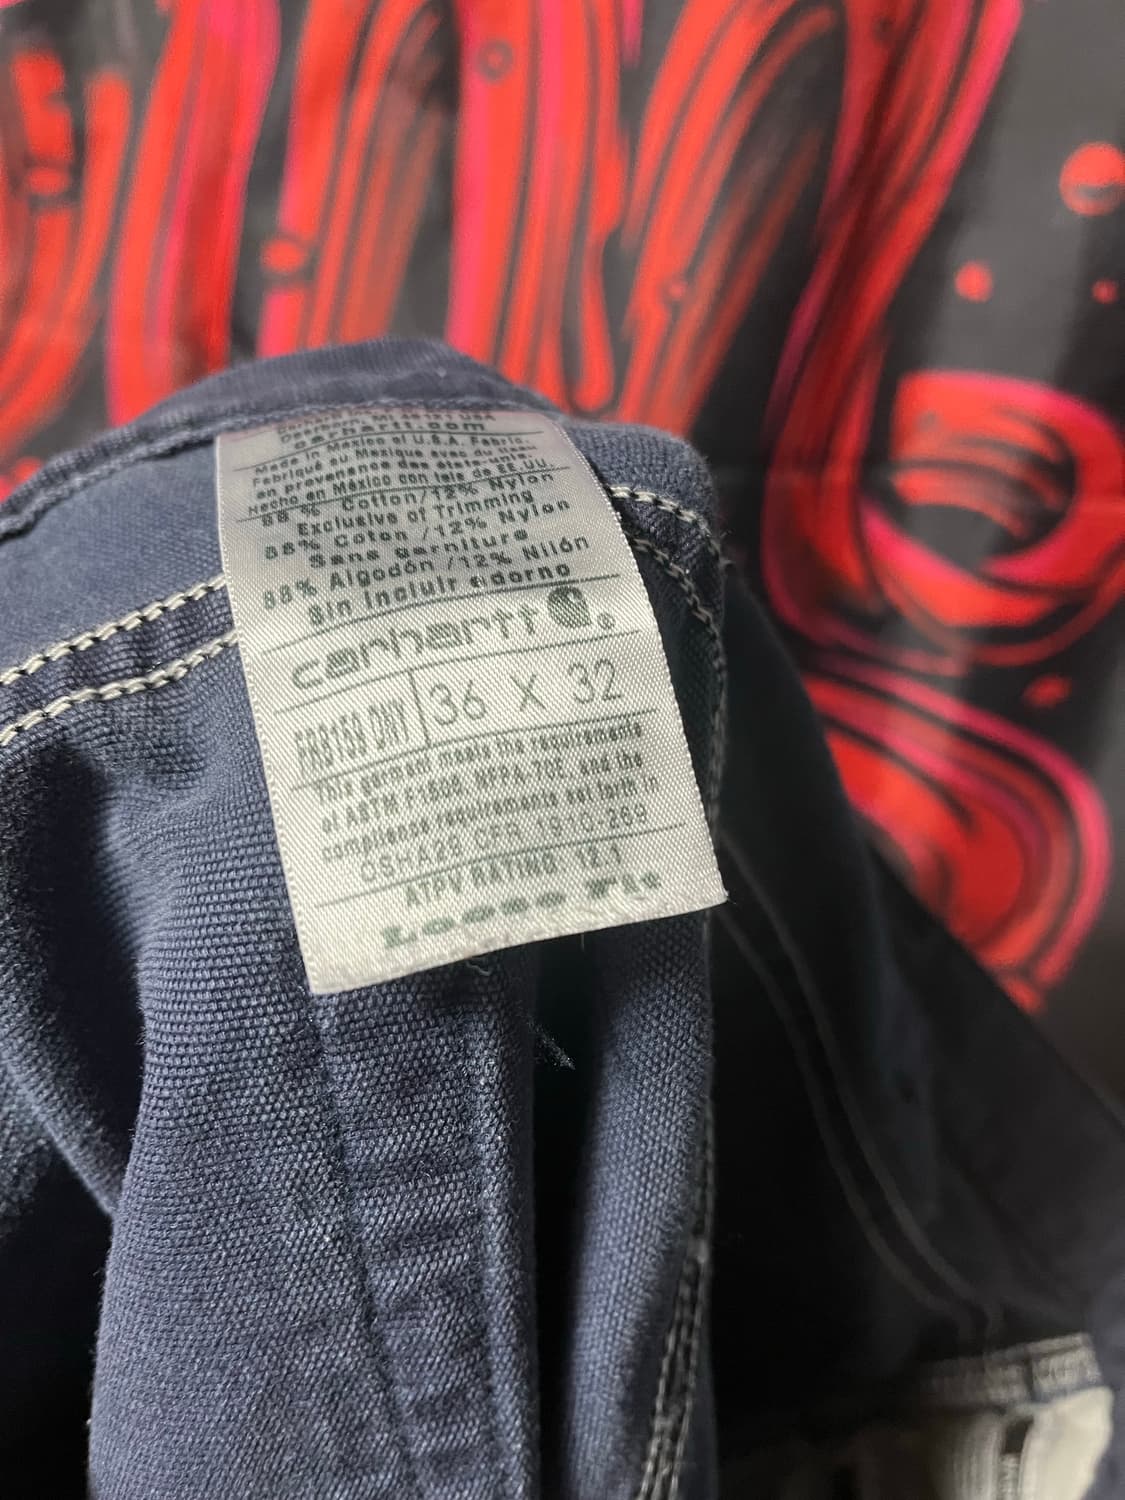 carhartt.com
Made in Mexico of U.S.A. Fabric.
Fabriqué au Mexique avec du tissu
en provenance des états-unis
Hecho en México con tela de EE.UU.
88 % Cotton/12% Nylon
Exclusive of Trimming
88% Coton /12% Nylon
Sans garniture
88% Algodón /12% Nilón
Sin incluir adorno
carhartt
FRB159 DNY 36 X 32
This garment meets the requirements
of ASTM F1506, NFPA-70E, and the
compliance requirements set forth in
OSHA29 CFR 1910.269
ATPV RATING 12.1
Loose Fit